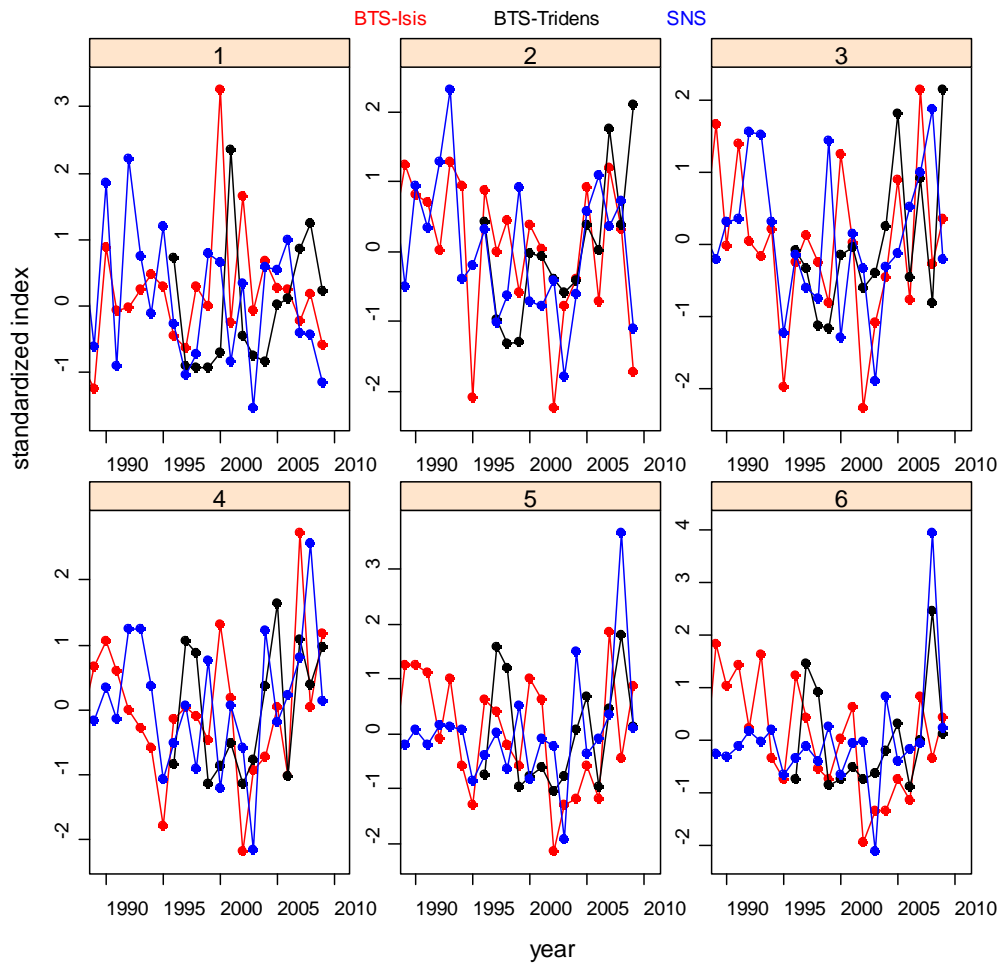 BTS-Isis BTS-Tridens SNS
1 2 3
3 2 1 0 -1
2 1 0 -1 -2
2 1 0 -1 -2
standardized index
1990 1995 2000 2005 2010 1990 1995 2000 2005 2010 1990 1995 2000 2005 2010
4 5 6
2 1 0 -1 -2
3 2 1 0 -1 -2
4 3 2 1 0 -1 -2
1990 1995 2000 2005 2010 1990 1995 2000 2005 2010 1990 1995 2000 2005 2010
year